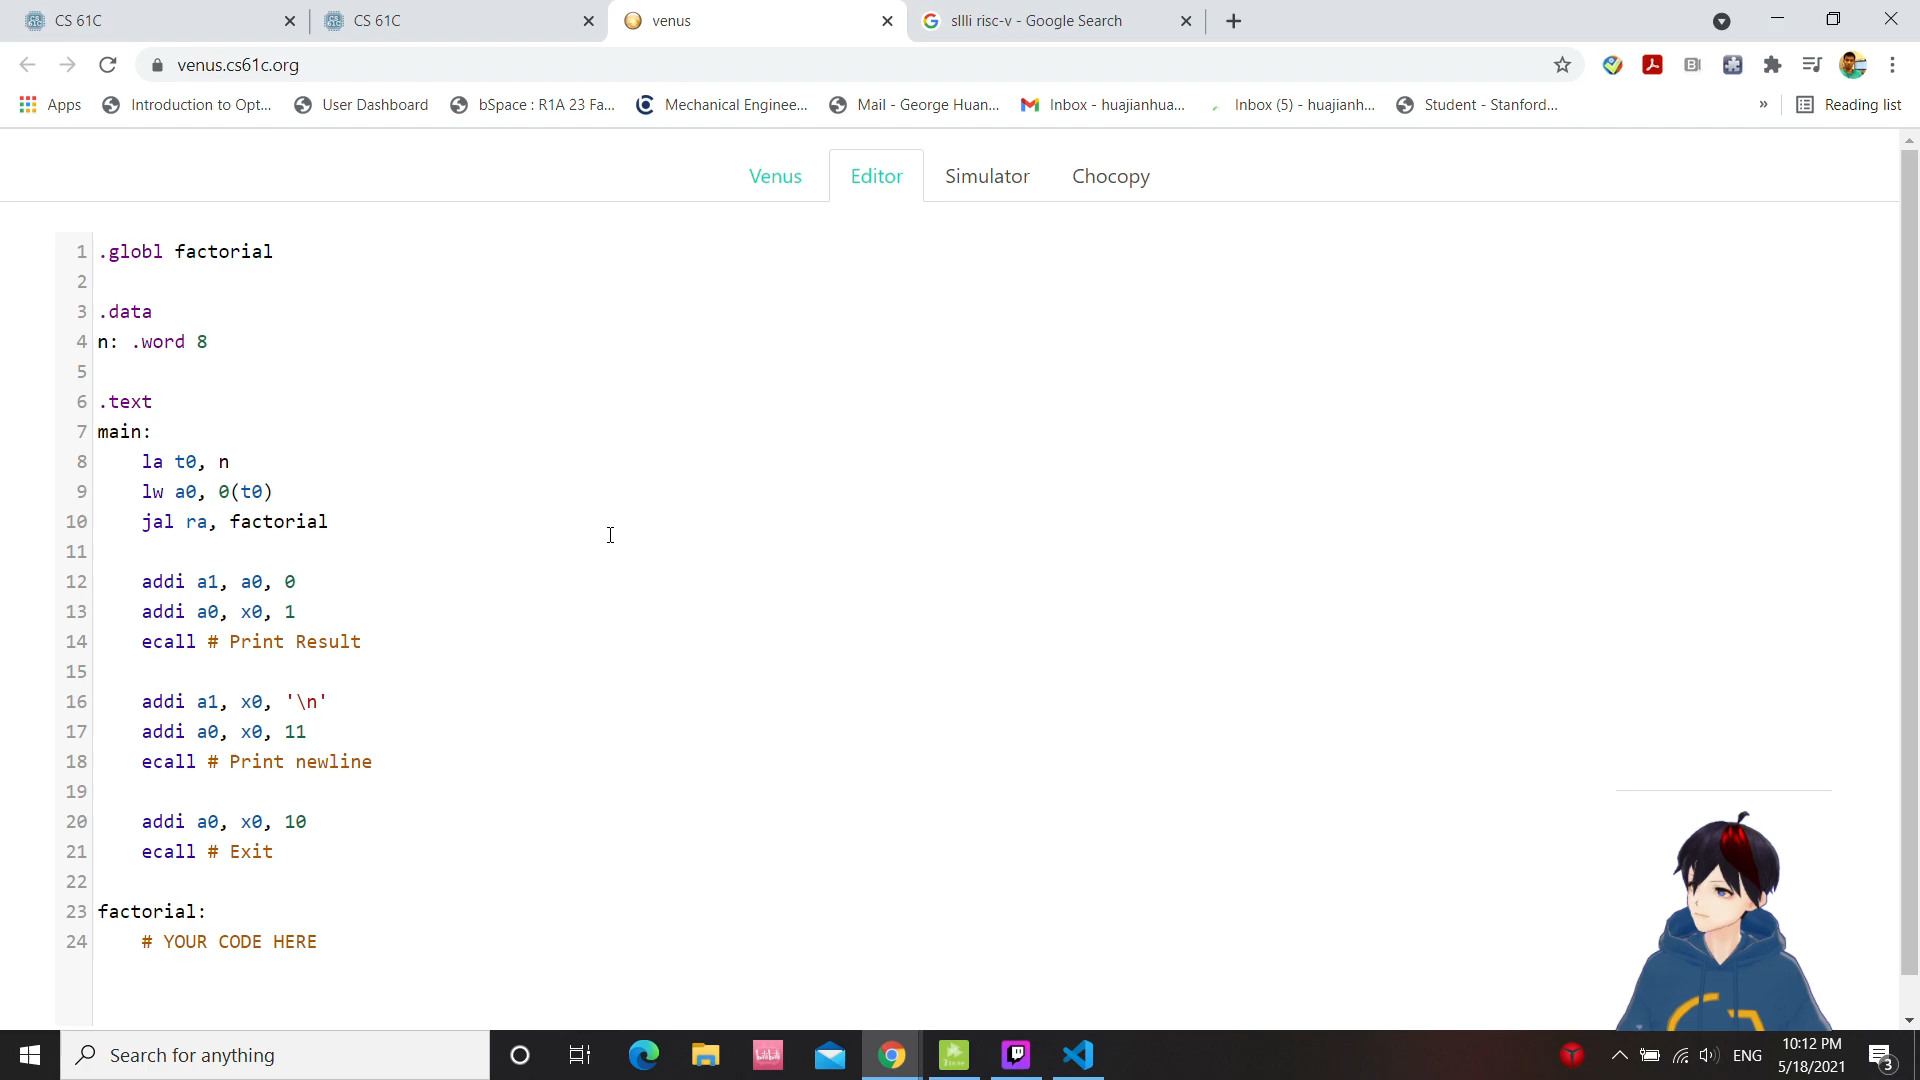 CS 61C
CS 61C
venus
sllli risc-v - Google Search
venus.cs61c.org
Apps
Introduction to Opt...
User Dashboard
bSpace : R1A 23 Fa...
Mechanical Enginee...
Mail - George Huan...
Inbox - huajianhua...
Inbox (5) - huajianh...
Student - Stanford...
»
Reading list
Venus
Editor
Simulator
Chocopy
1 .globl factorial
2
3 .data
4 n: .word 8
5
6 .text
7 main:
8 la t0, n
9 lw a0, 0(t0)
10 jal ra, factorial
11
12 addi a1, a0, 0
13 addi a0, x0, 1
14 ecall # Print Result
15
16 addi a1, x0, '\n'
17 addi a0, x0, 11
18 ecall # Print newline
19
20 addi a0, x0, 10
21 ecall # Exit
22
23 factorial:
24 # YOUR CODE HERE
Search for anything
ENG
10:12 PM
5/18/2021
3